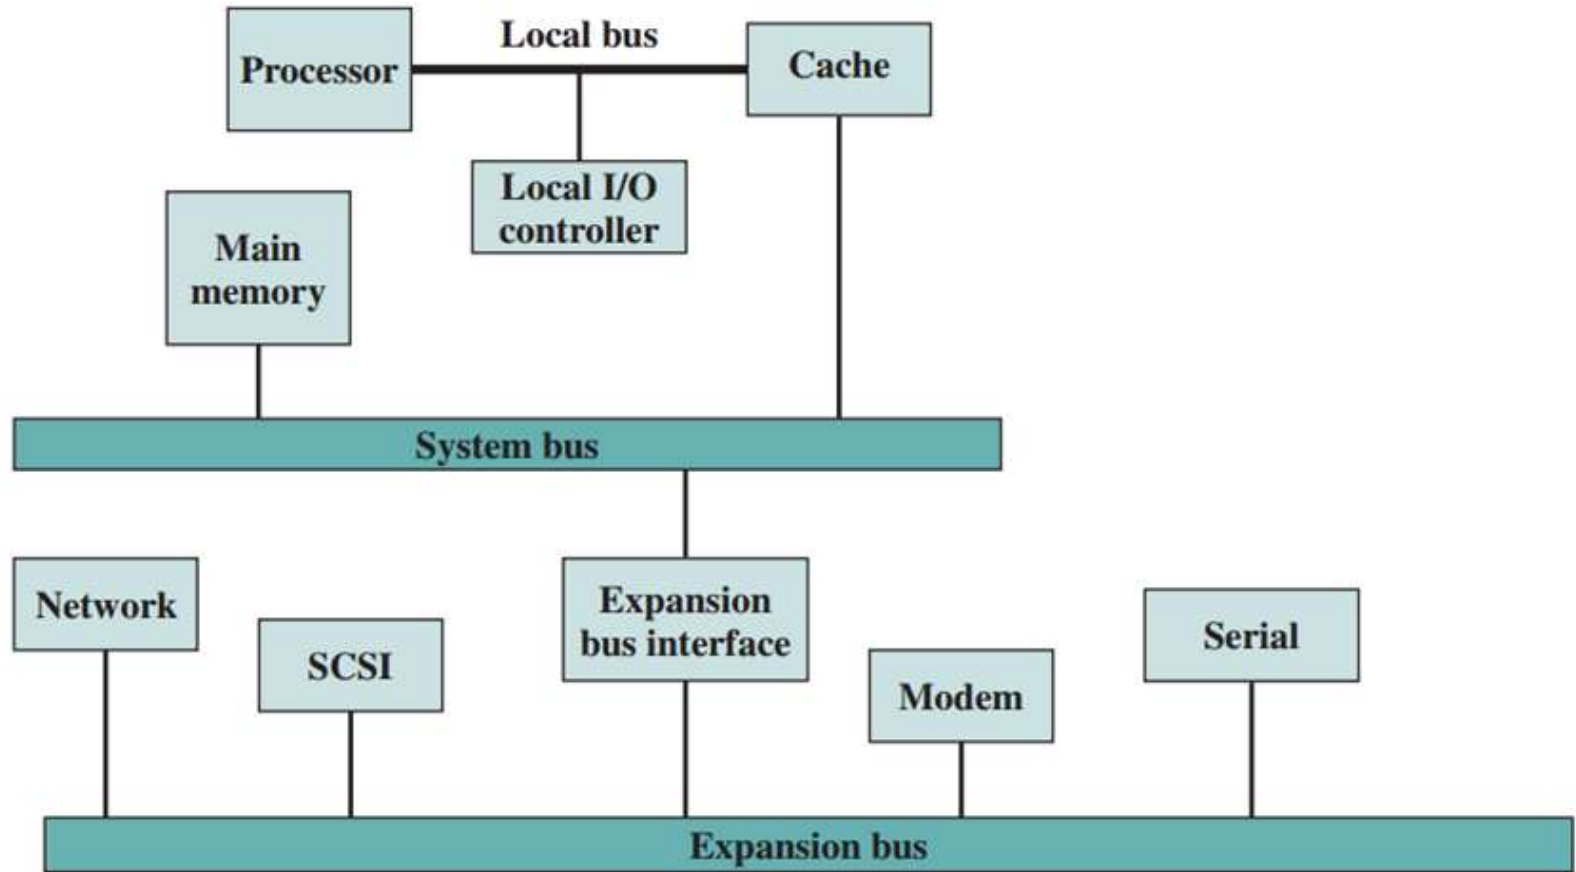 Local bus
Processor
Cache
Local I/O
controller
Main
memory
System bus
Network
SCSI
Expansion
bus interface
Modem
Serial
Expansion bus